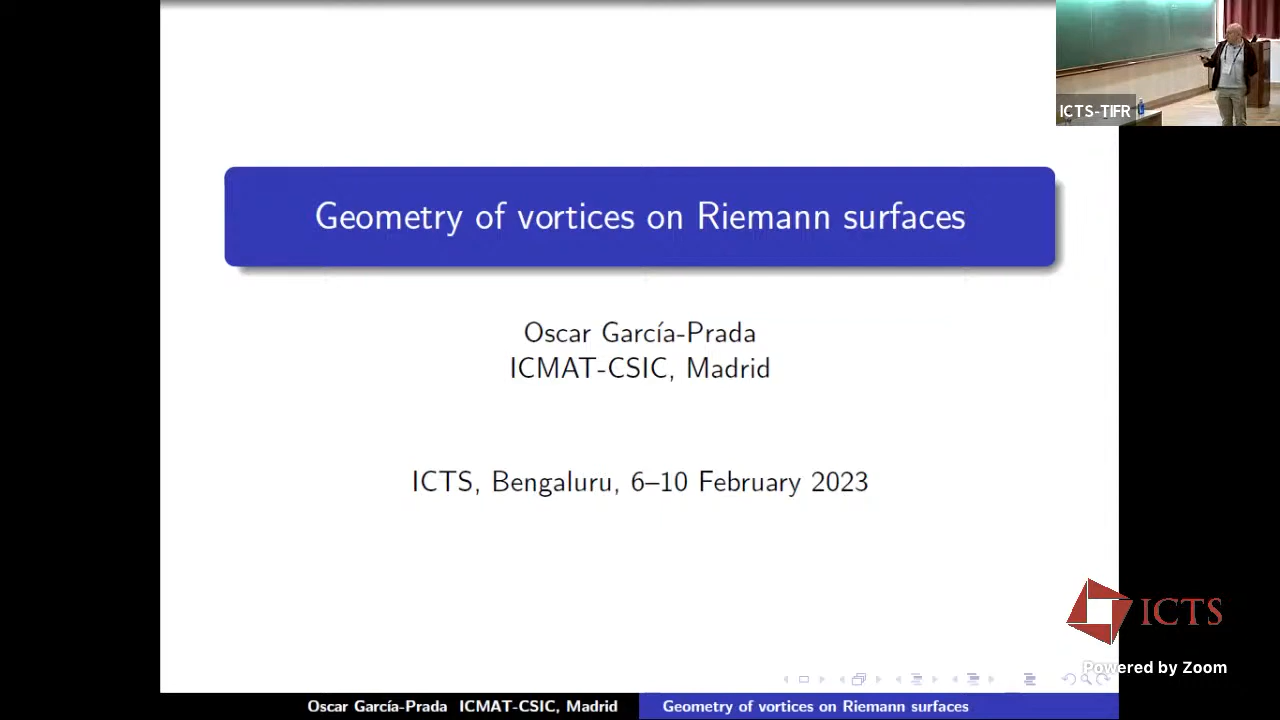 ICTS-TIFR
Geometry of vortices on Riemann surfaces
Oscar García-Prada
ICMAT-CSIC, Madrid
ICTS, Bengaluru, 6–10 February 2023
ICTS
Powered by Zoom
Oscar García-Prada ICMAT-CSIC, Madrid
Geometry of vortices on Riemann surfaces